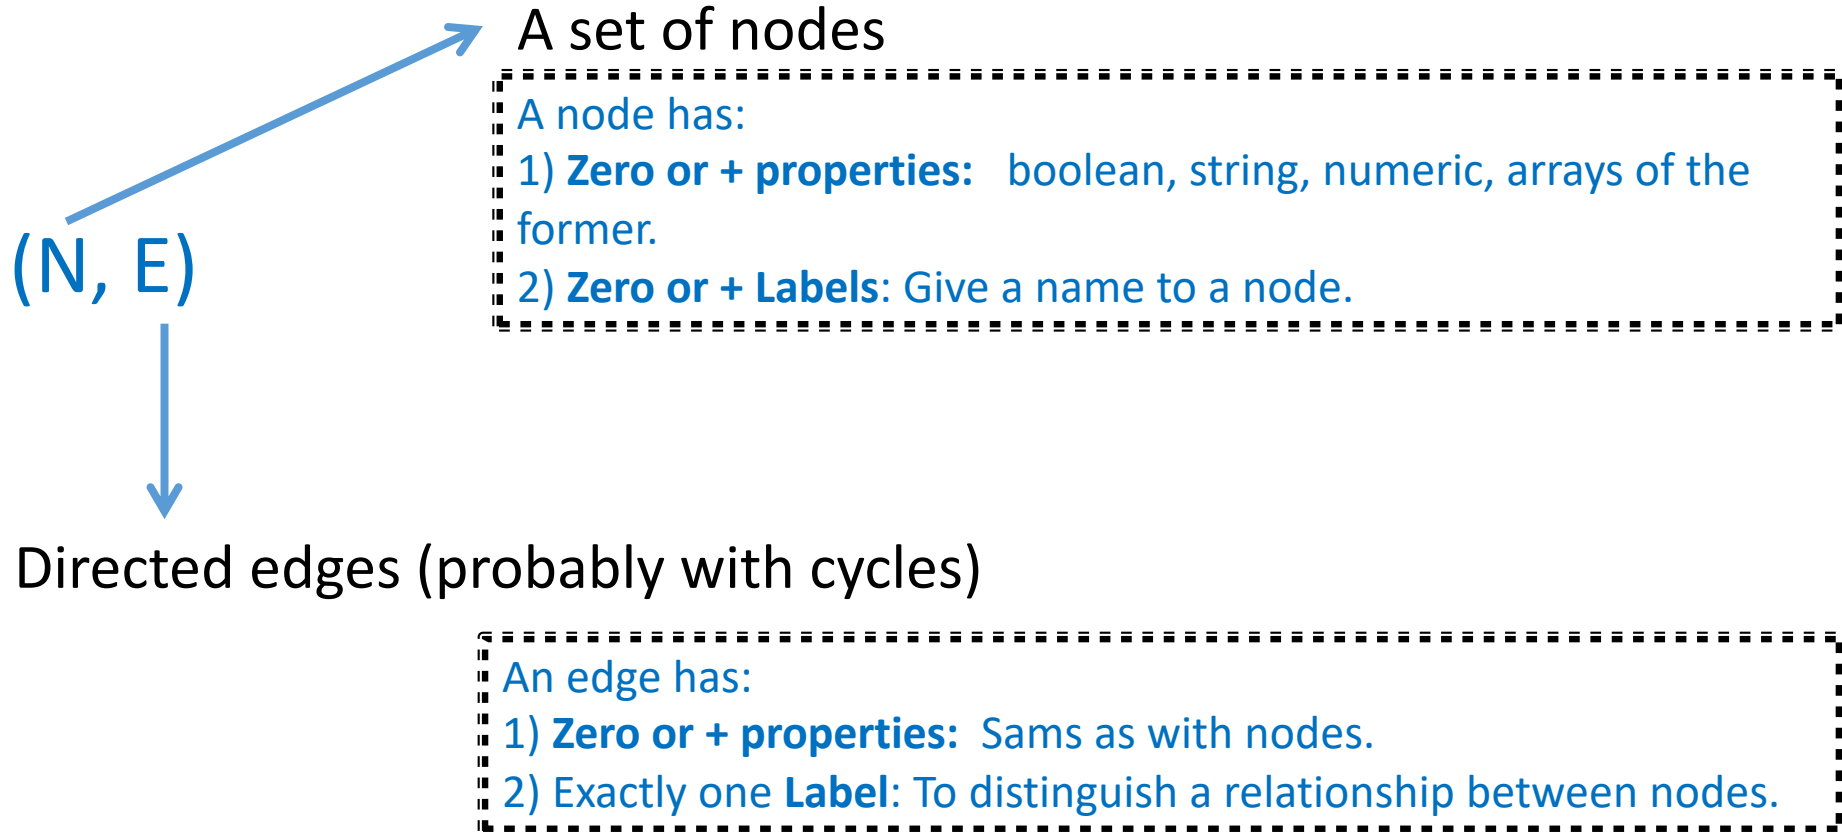 A set of nodes
A node has:
1) Zero or + properties: boolean, string, numeric, arrays of the
former.
2) Zero or + Labels: Give a name to a node.
(N, E)
Directed edges (probably with cycles)
An edge has:
1) Zero or + properties: Sams as with nodes.
2) Exactly one Label: To distinguish a relationship between nodes.